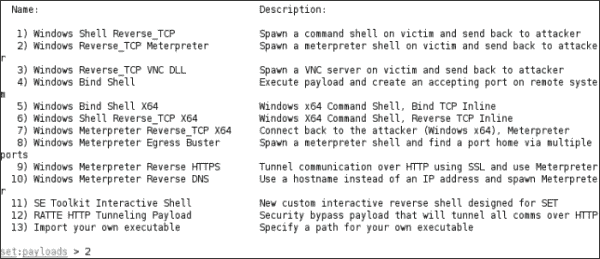 Name: Description:
1) Windows Shell Reverse_TCP Spawn a command shell on victim and send back to attacker
2) Windows Reverse_TCP Meterpreter Spawn a meterpreter shell on victim and send back to attacke
r
3) Windows Reverse_TCP VNC DLL Spawn a VNC server on victim and send back to attacker
4) Windows Bind Shell Execute payload and create an accepting port on remote syste
m
5) Windows Bind Shell X64 Windows x64 Command Shell, Bind TCP Inline
6) Windows Shell Reverse_TCP X64 Windows X64 Command Shell, Reverse TCP Inline
7) Windows Meterpreter Reverse_TCP X64 Connect back to the attacker (Windows x64), Meterpreter
8) Windows Meterpreter Egress Buster Spawn a meterpreter shell and find a port home via multiple
ports
9) Windows Meterpreter Reverse HTTPS Tunnel communication over HTTP using SSL and use Meterpreter
10) Windows Meterpreter Reverse DNS Use a hostname instead of an IP address and spawn Meterprete
r
11) SE Toolkit Interactive Shell New custom interactive reverse shell designed for SET
12) RATTE HTTP Tunneling Payload Security bypass payload that will tunnel all comms over HTTP
13) Import your own executable Specify a path for your own executable
set:payloads > 2